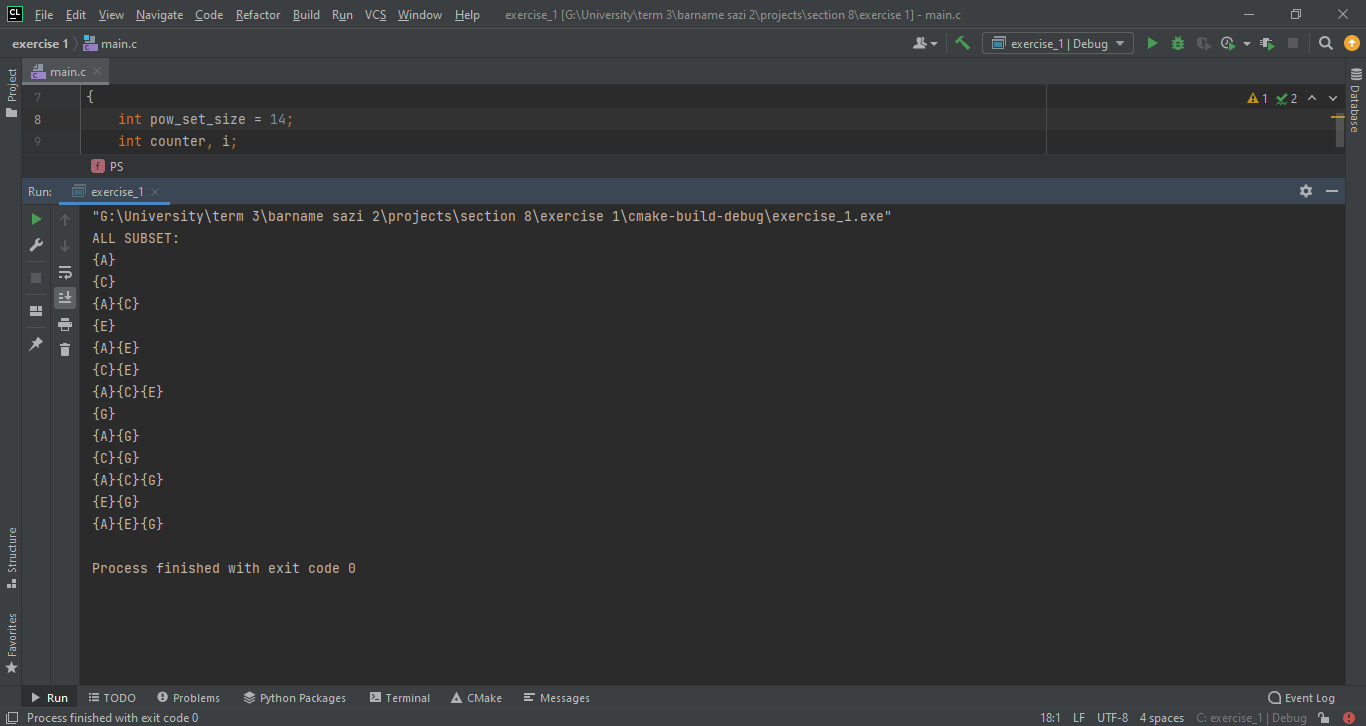 CL File Edit View Navigate Code Refactor Build Run VCS Window Help exercise_1 [G:\University\term 3\barname sazi 2\projects\section 8\exercise 1] - main.c
exercise 1 main.c exercise_1 | Debug
Project
main.c
7 {
1 2
8 int pow_set_size = 14;
9 int counter, i;
Database
f PS
Run: exercise_1
"G:\University\term 3\barname sazi 2\projects\section 8\exercise 1\cmake-build-debug\exercise_1.exe"
ALL SUBSET:
{A}
{C}
{A}{C}
{E}
{A}{E}
{C}{E}
{A}{C}{E}
{G}
{A}{G}
{C}{G}
{A}{C}{G}
{E}{G}
{A}{E}{G}
Process finished with exit code 0
Structure
Favorites
Run TODO Problems Python Packages Terminal CMake Messages Event Log
Process finished with exit code 0 18:1 LF UTF-8 4 spaces C: exercise_1 | Debug